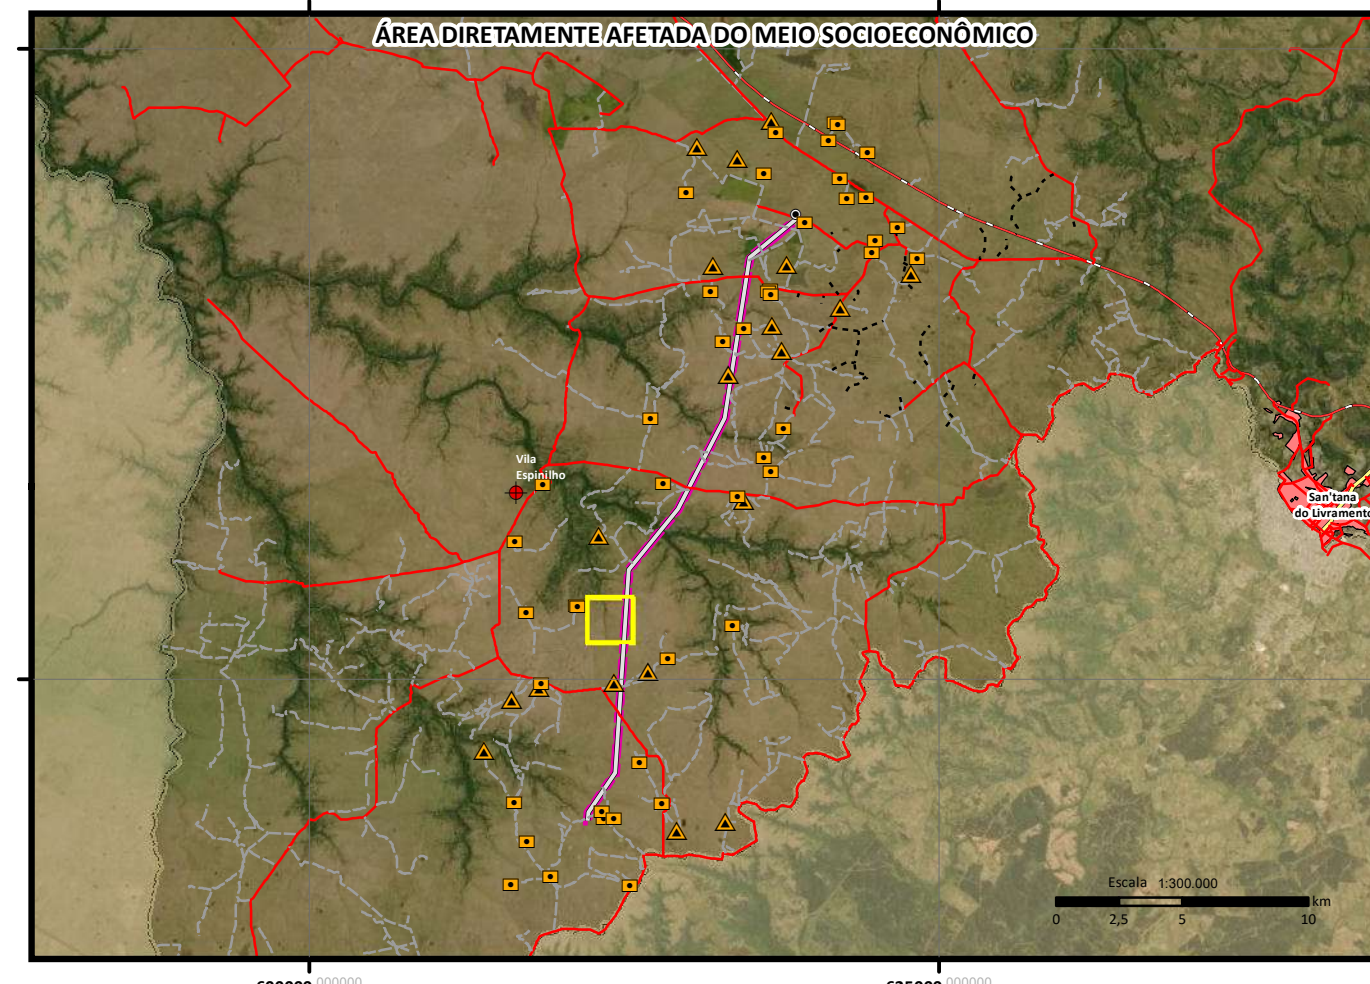 ÁREA DIRETAMENTE AFETADA DO MEIO SOCIOECONÔMICO
Vila
Espinilho
San'tana
do Livramento
Escala 1:300.000
km
0 2,5 5 10